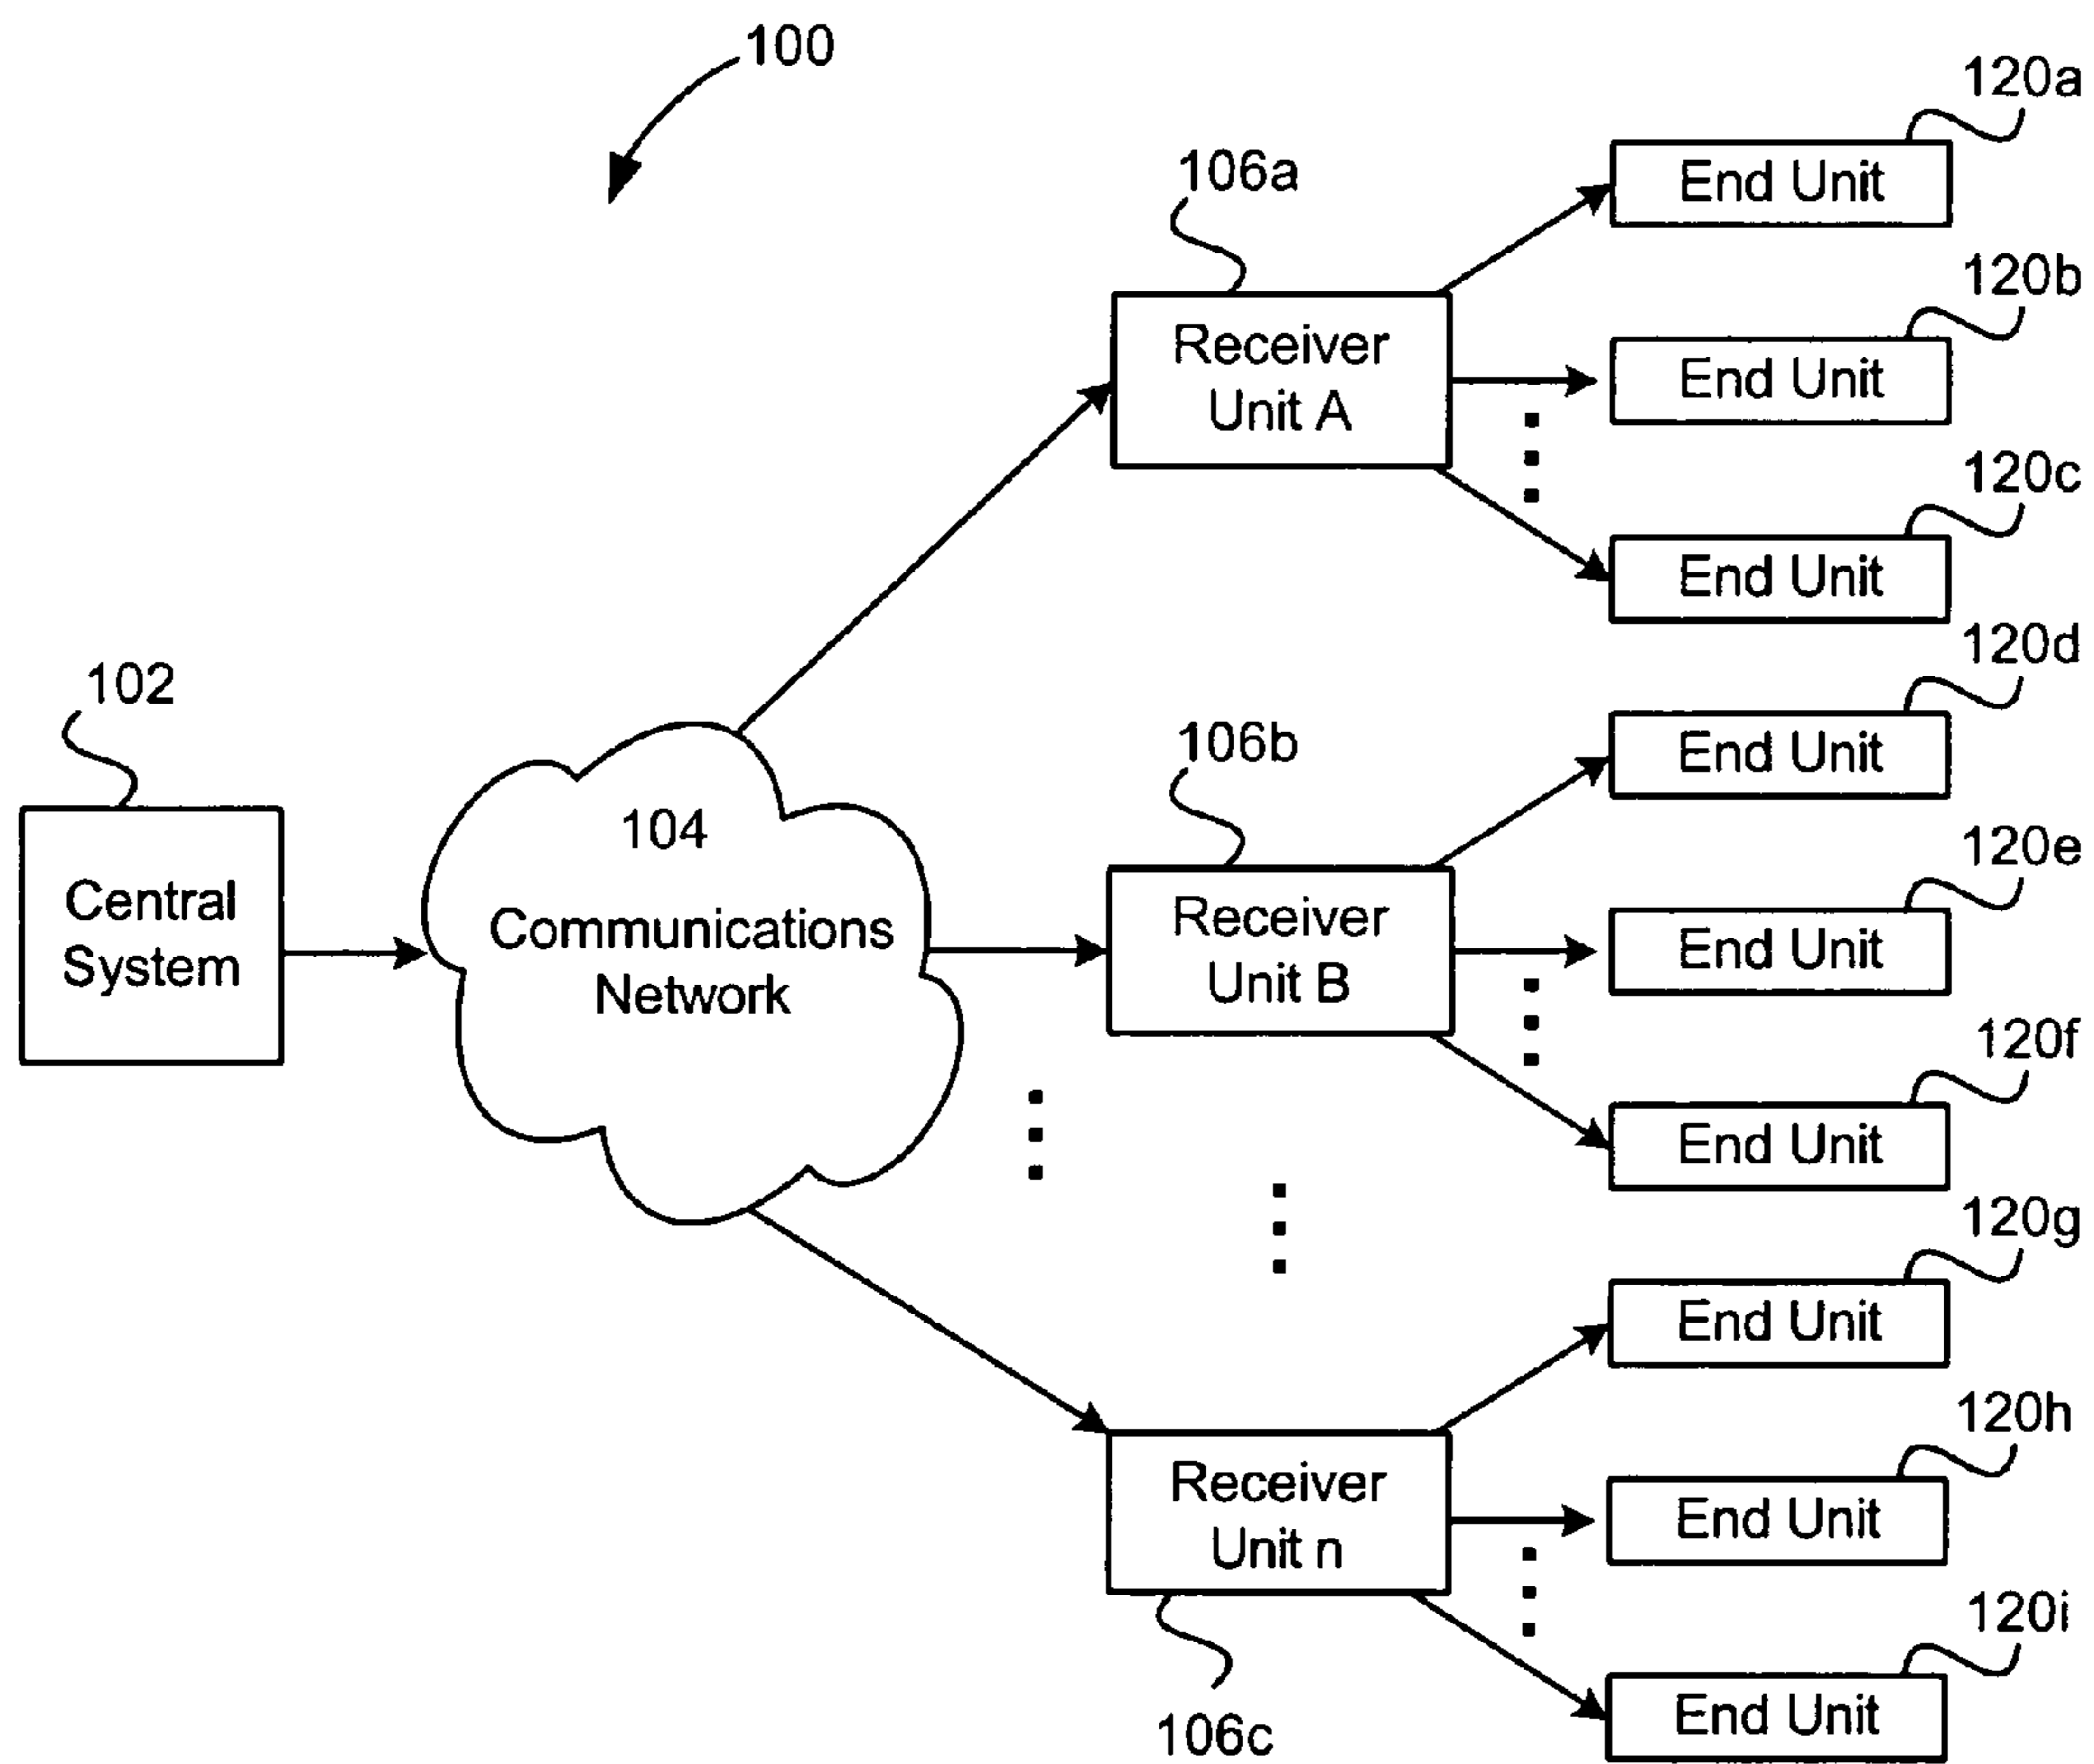 100
120a
End Unit
106a
120b
Receiver
Unit A
End Unit
120c
End Unit
102
120d
106b
End Unit
104
Central
System
Communications
Network
Receiver
Unit B
120e
End Unit
120f
End Unit
120g
End Unit
120h
Receiver
Unit n
End Unit
120i
106c
End Unit